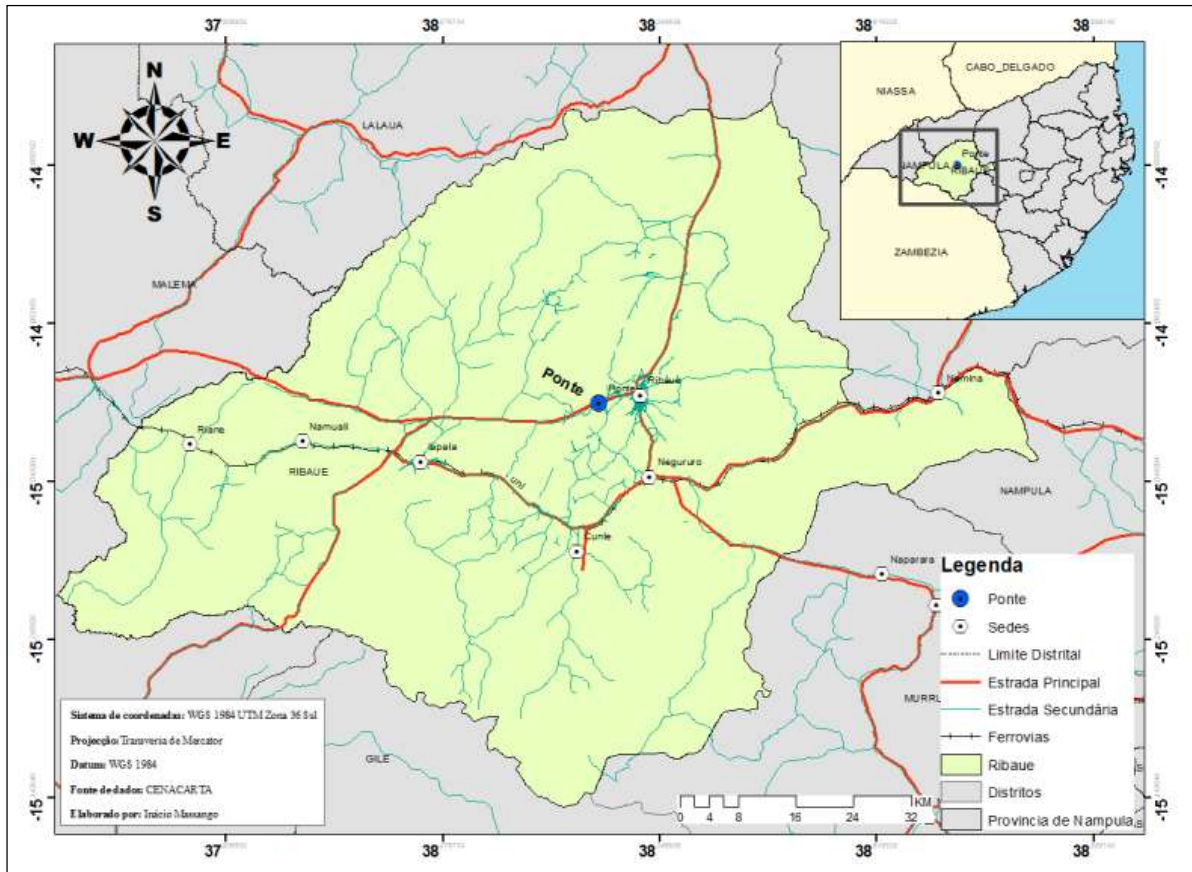 37 38 38 38 38
N
W E
S
LALAUA
MALEMA
CABO_DELGADO
NIASSA
NAMPULA
Ponte
RIBAUE
ZAMBEZIA
-14 -14
-14 -14
Ponte
Ponte
Ribáue
Namina
Riane
Namuali
Iapala
RIBAUE
Uni
Negururo
-15 -15
NAMPULA
Cunle
Naparara
-15 -15
MURRU
GILE
-15 -15
Legenda
Ponte
Sedes
Limite Distrital
Estrada Principal
Estrada Secundária
Ferrovias
Ribaue
Distritos
Provincia de Nampula
Sistema de coordenadas: WGS 1984 UTM Zona 36 Sul
Projecção: Transversa de Mercator
Datum: WGS 1984
Fonte de dados: CENACARTA
Elaborado por: Inácio Massango
KM
0 4 8 16 24 32
37 38 38 38 38